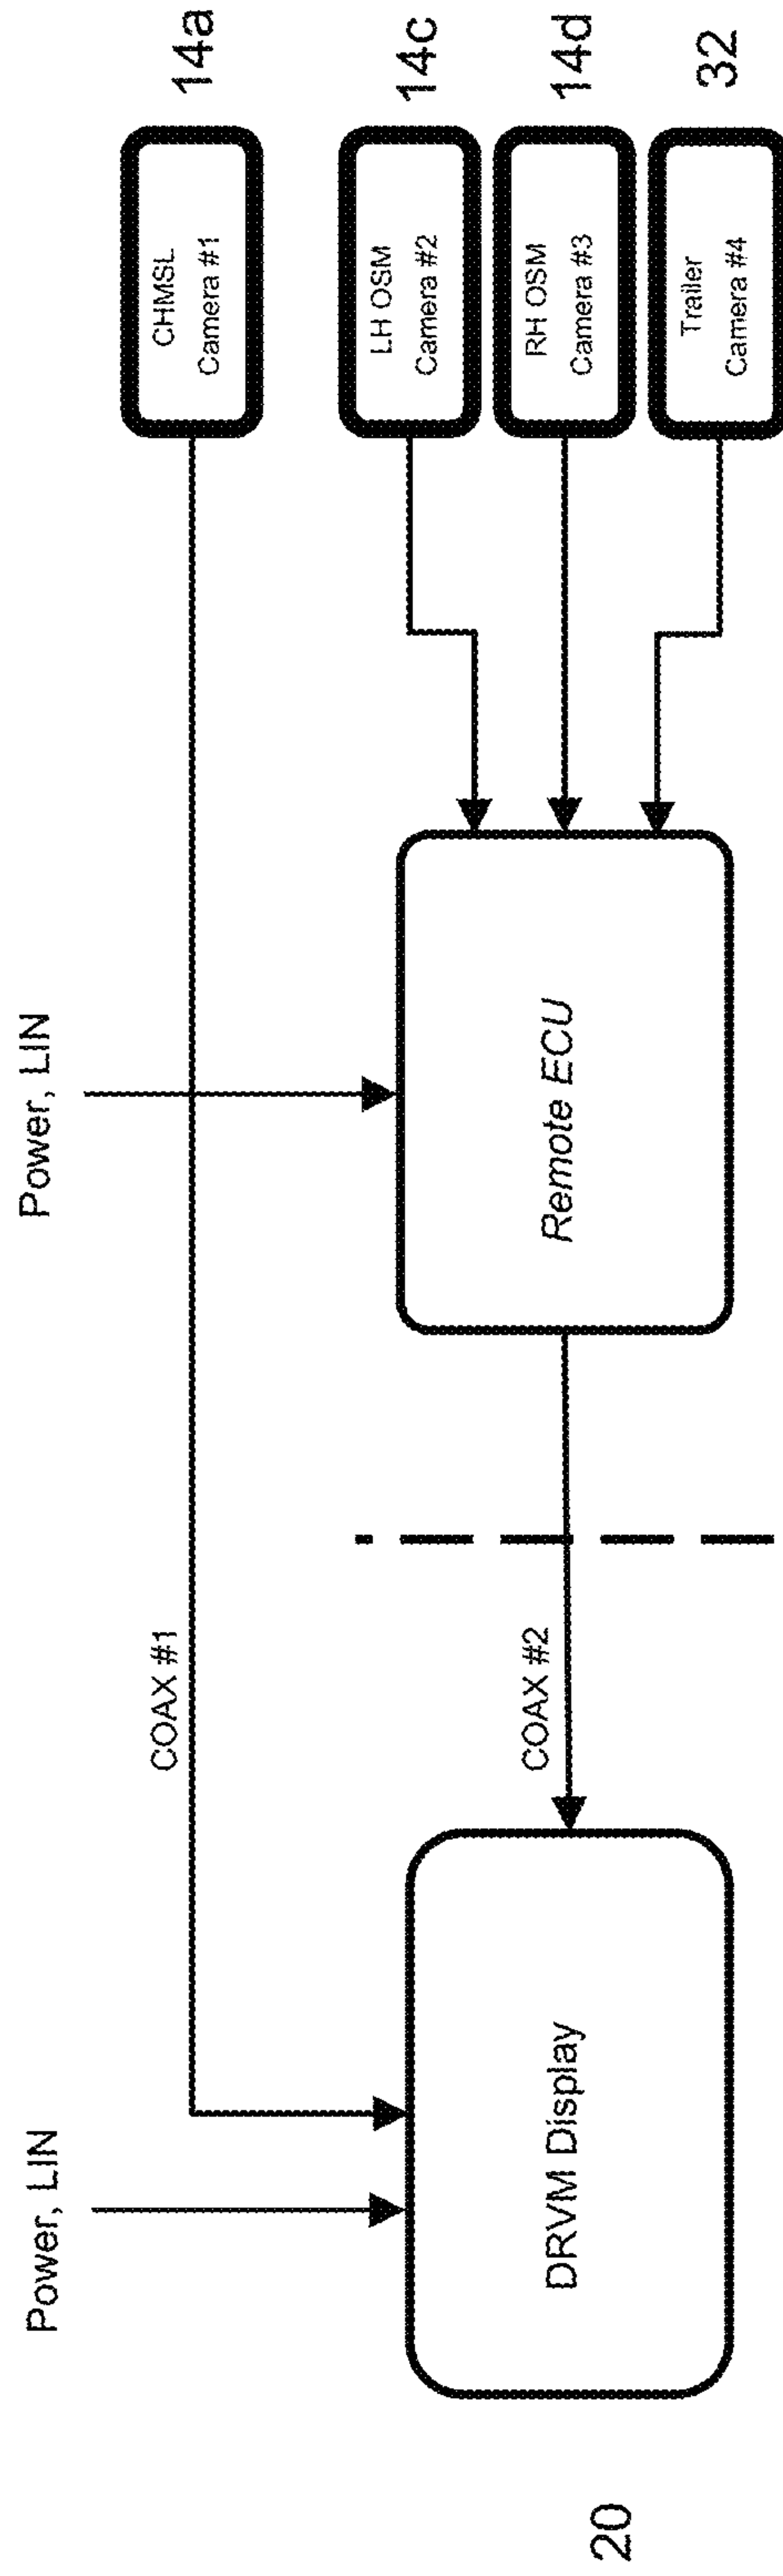 Power, LIN
Power, LIN
COAX #1
CHMSL
Camera #1
14a
LH OSM
Camera #2
14c
DRVM Display
COAX #2
Remote ECU
RH OSM
Camera #3
14d
20
Trailer
Camera #4
32